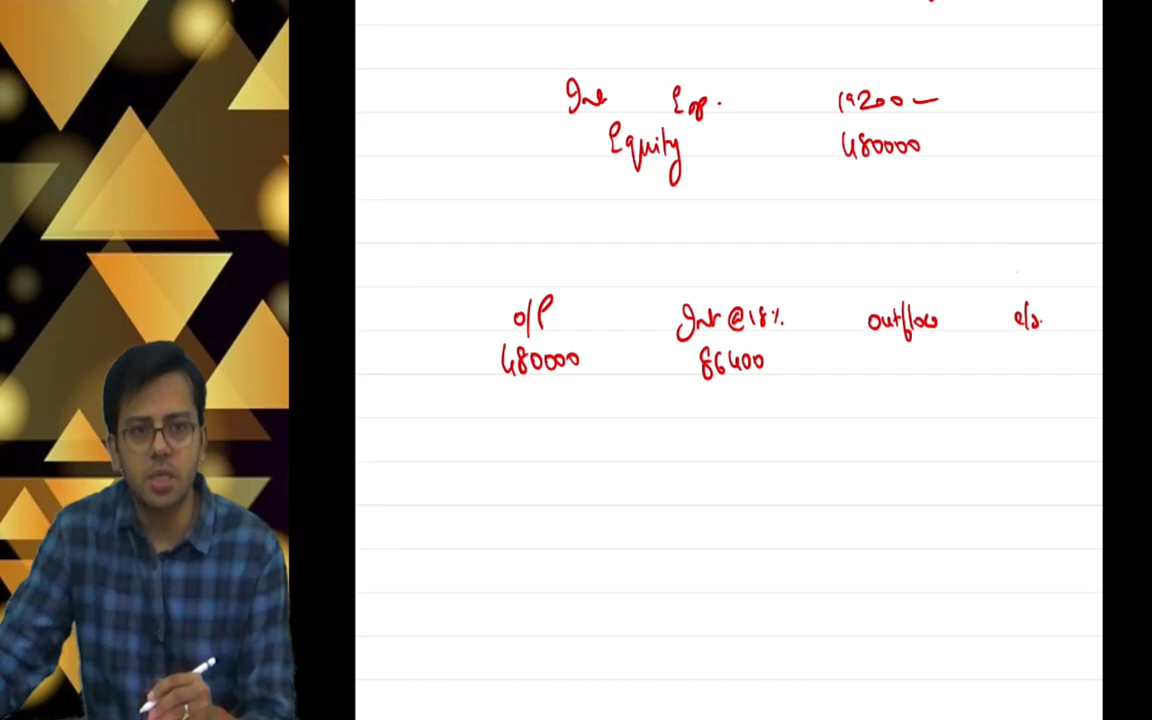 Int Exp. 19200 —
Equity 480000
O/P Int @ 18% outflow c/s.
480000 86400